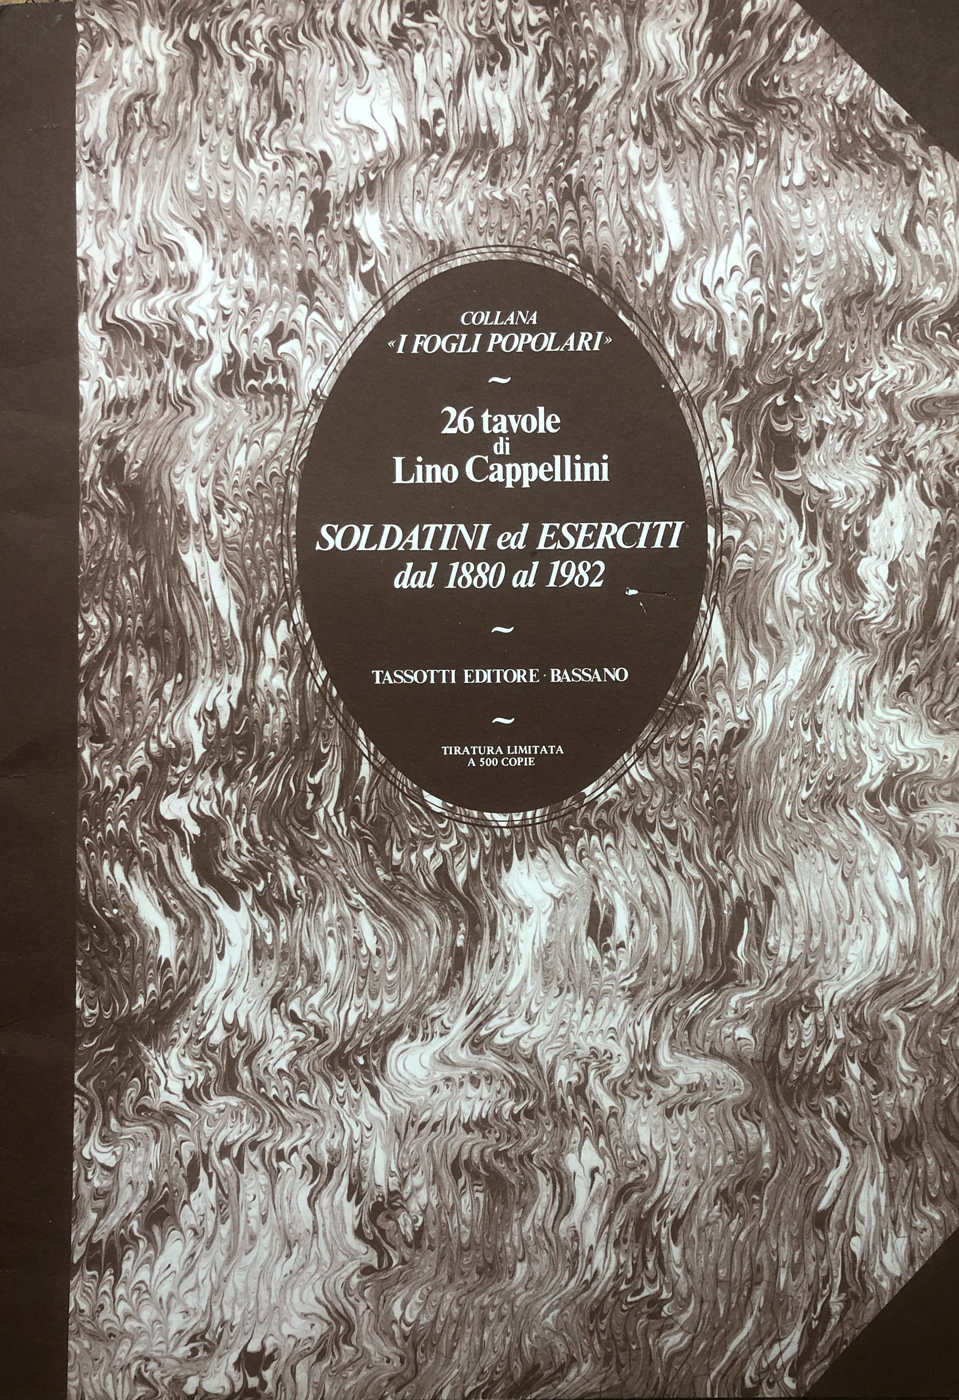 COLLANA
«I FOGLI POPOLARI»
~
26 tavole
di
Lino Cappellini
SOLDATINI ed ESERCITI
dal 1880 al 1982
~
TASSOTTI EDITORE · BASSANO
~
TIRATURA LIMITATA
A 500 COPIE